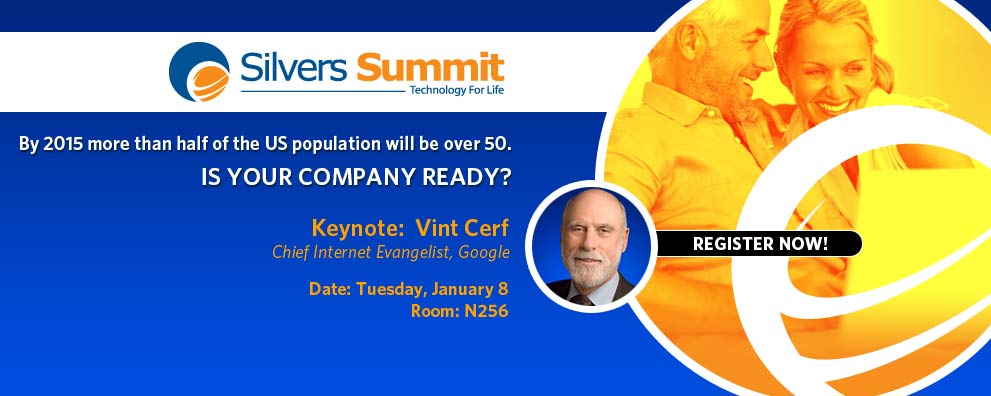 Silvers Summit
Technology For Life
By 2015 more than half of the US population will be over 50.
IS YOUR COMPANY READY?
Keynote: Vint Cerf
Chief Internet Evangelist, Google
Date: Tuesday, January 8
Room: N256
REGISTER NOW!